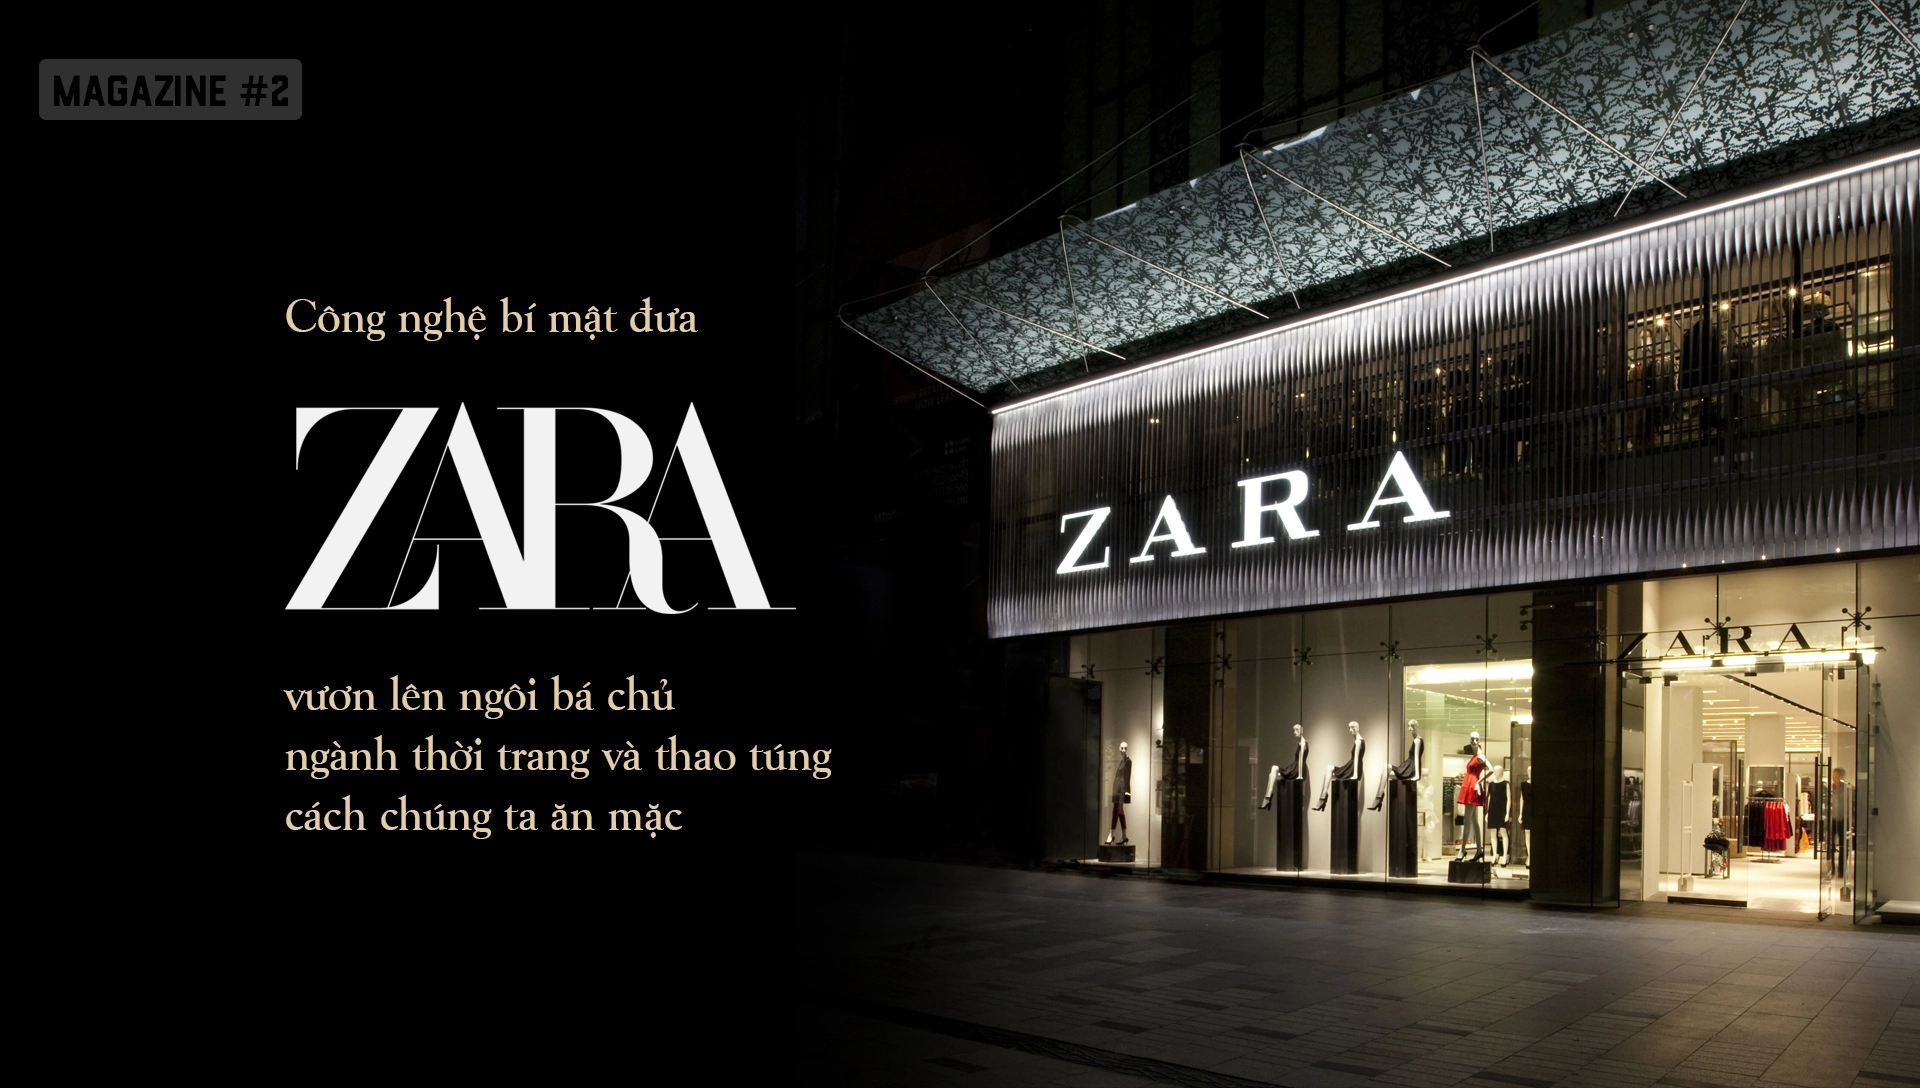 MAGAZINE #2
Công nghệ bí mật đưa
ZARA
vươn lên ngôi bá chủ
ngành thời trang và thao túng
cách chúng ta ăn mặc
ZARA
ZARA